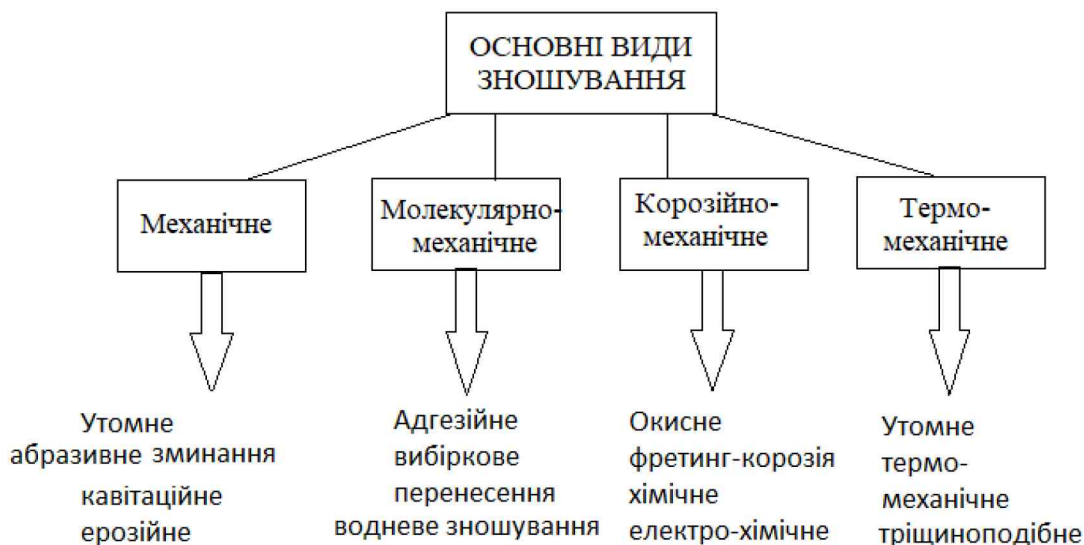 ОСНОВНІ ВИДИ
ЗНОШУВАННЯ
Механічне
Молекулярно-
механічне
Корозійно-
механічне
Термо-
механічне
Утомне
абразивне зминання
кавітаційне
ерозійне
Адгезійне
вибіркове
перенесення
водневе зношування
Окисне
фретинг-корозія
хімічне
електро-хімічне
Утомне
термо-
механічне
тріщиноподібне